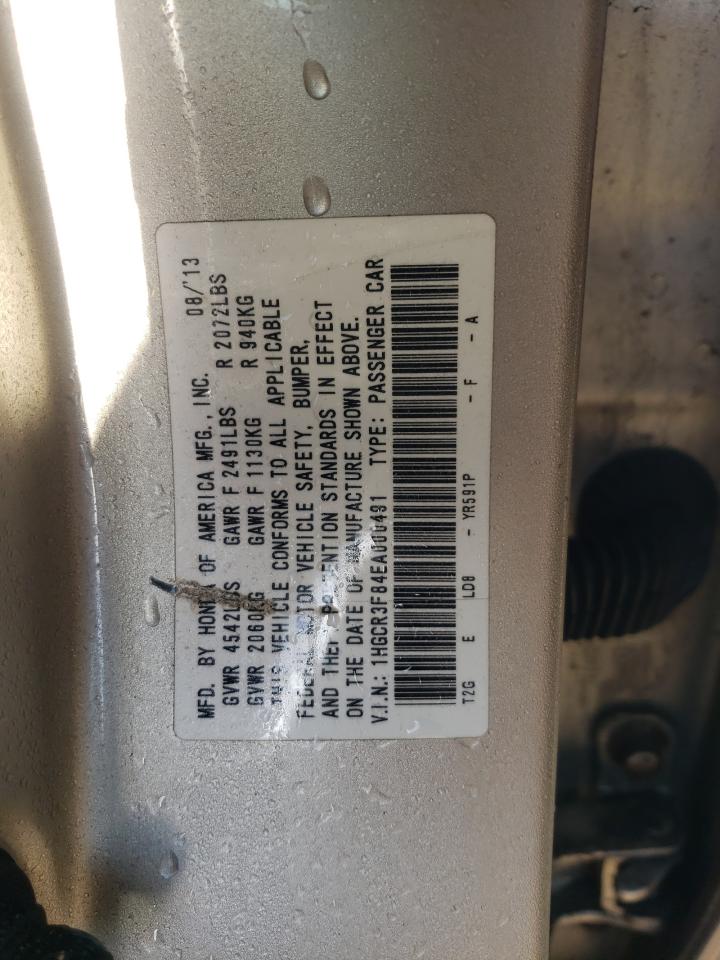 MFD. BY HONDA OF AMERICA MFG., INC. 08/'13
GVWR 4542LBS GAWR F 2491LBS R 2072LBS
GVWR 2060KG GAWR F 1130KG R 940KG
THIS VEHICLE CONFORMS TO ALL APPLICABLE
FEDERAL MOTOR VEHICLE SAFETY, BUMPER,
AND THEFT PREVENTION STANDARDS IN EFFECT
ON THE DATE OF MANUFACTURE SHOWN ABOVE.
V.I.N.: 1HGCR3F84EA000491 TYPE: PASSENGER CAR
T2G E LD8 - YR591P - F - A